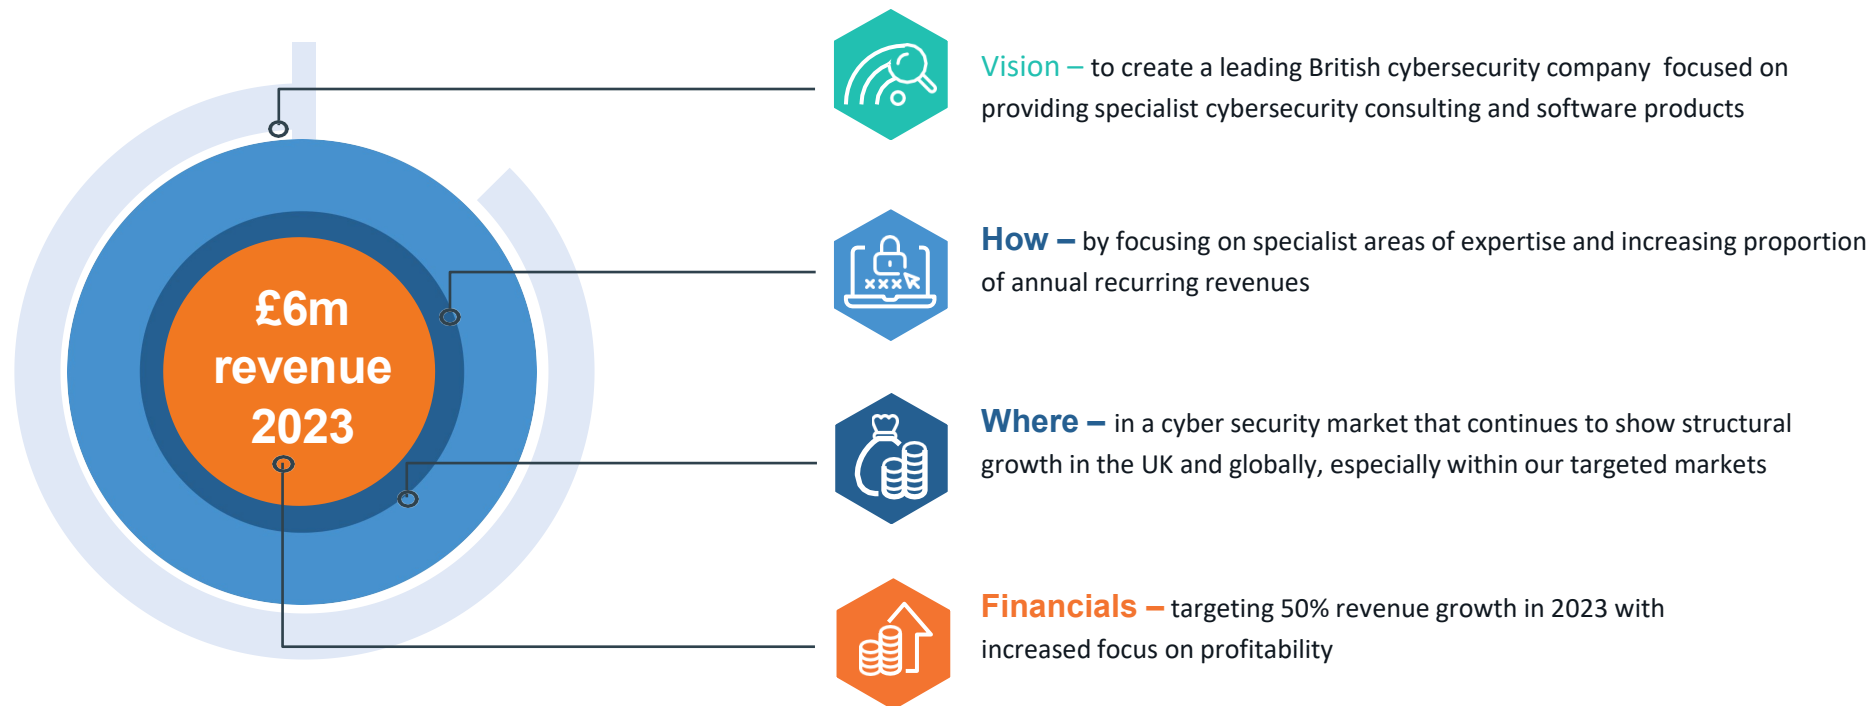 £6m
revenue
2023
Vision – to create a leading British cybersecurity company focused on
providing specialist cybersecurity consulting and software products
How – by focusing on specialist areas of expertise and increasing proportion
of annual recurring revenues
xxxx
Where – in a cyber security market that continues to show structural
growth in the UK and globally, especially within our targeted markets
Financials – targeting 50% revenue growth in 2023 with
increased focus on profitability